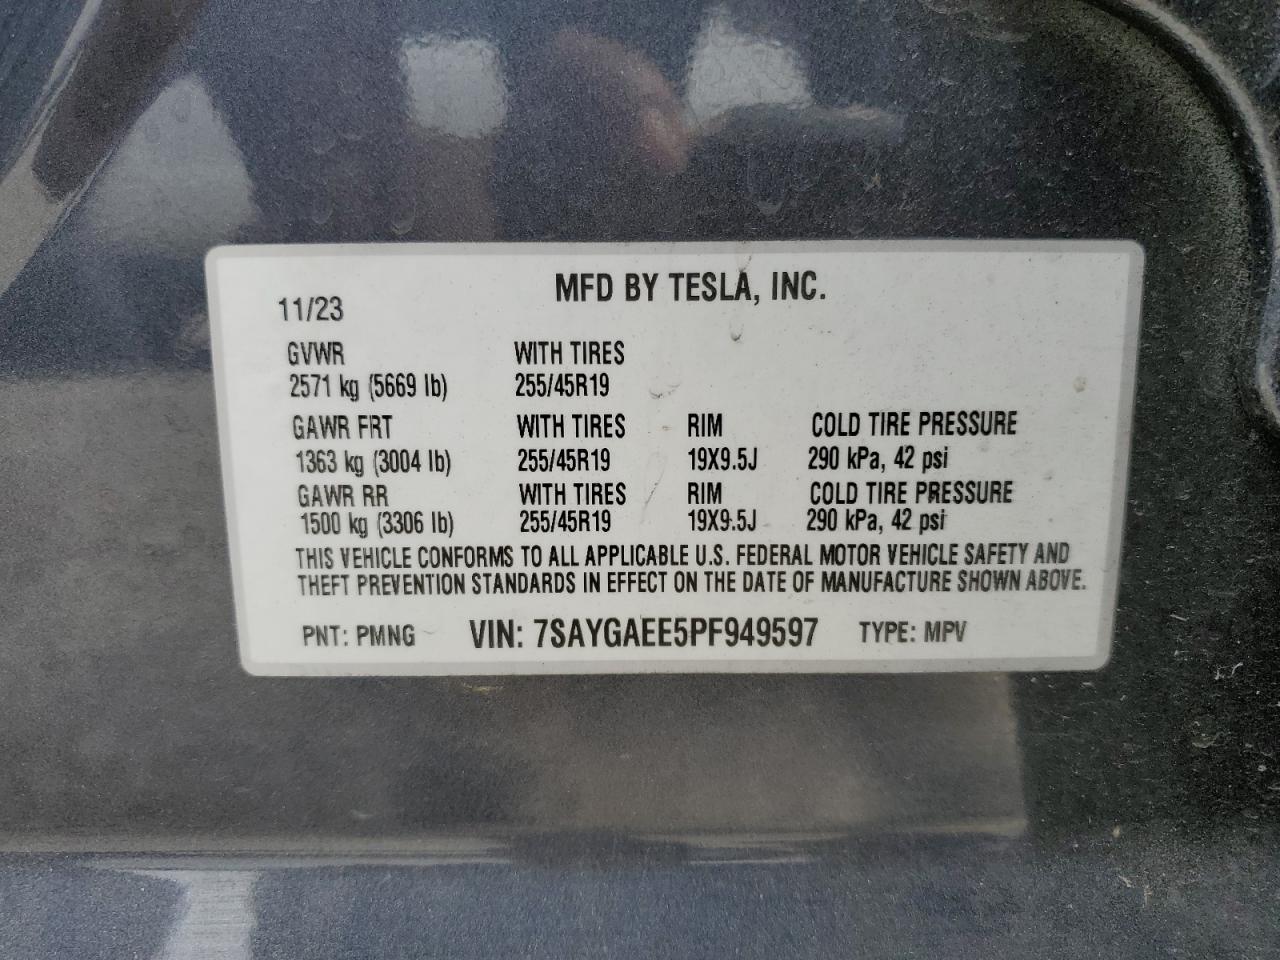 MFD BY TESLA, INC.
11/23
GVWR WITH TIRES
2571 kg (5669 lb) 255/45R19
GAWR FRT WITH TIRES RIM COLD TIRE PRESSURE
1363 kg (3004 lb) 255/45R19 19X9.5J 290 kPa, 42 psi
GAWR RR WITH TIRES RIM COLD TIRE PRESSURE
1500 kg (3306 lb) 255/45R19 19X9.5J 290 kPa, 42 psi
THIS VEHICLE CONFORMS TO ALL APPLICABLE U.S. FEDERAL MOTOR VEHICLE SAFETY AND
THEFT PREVENTION STANDARDS IN EFFECT ON THE DATE OF MANUFACTURE SHOWN ABOVE.
PNT: PMNG VIN: 7SAYGAEE5PF949597 TYPE: MPV